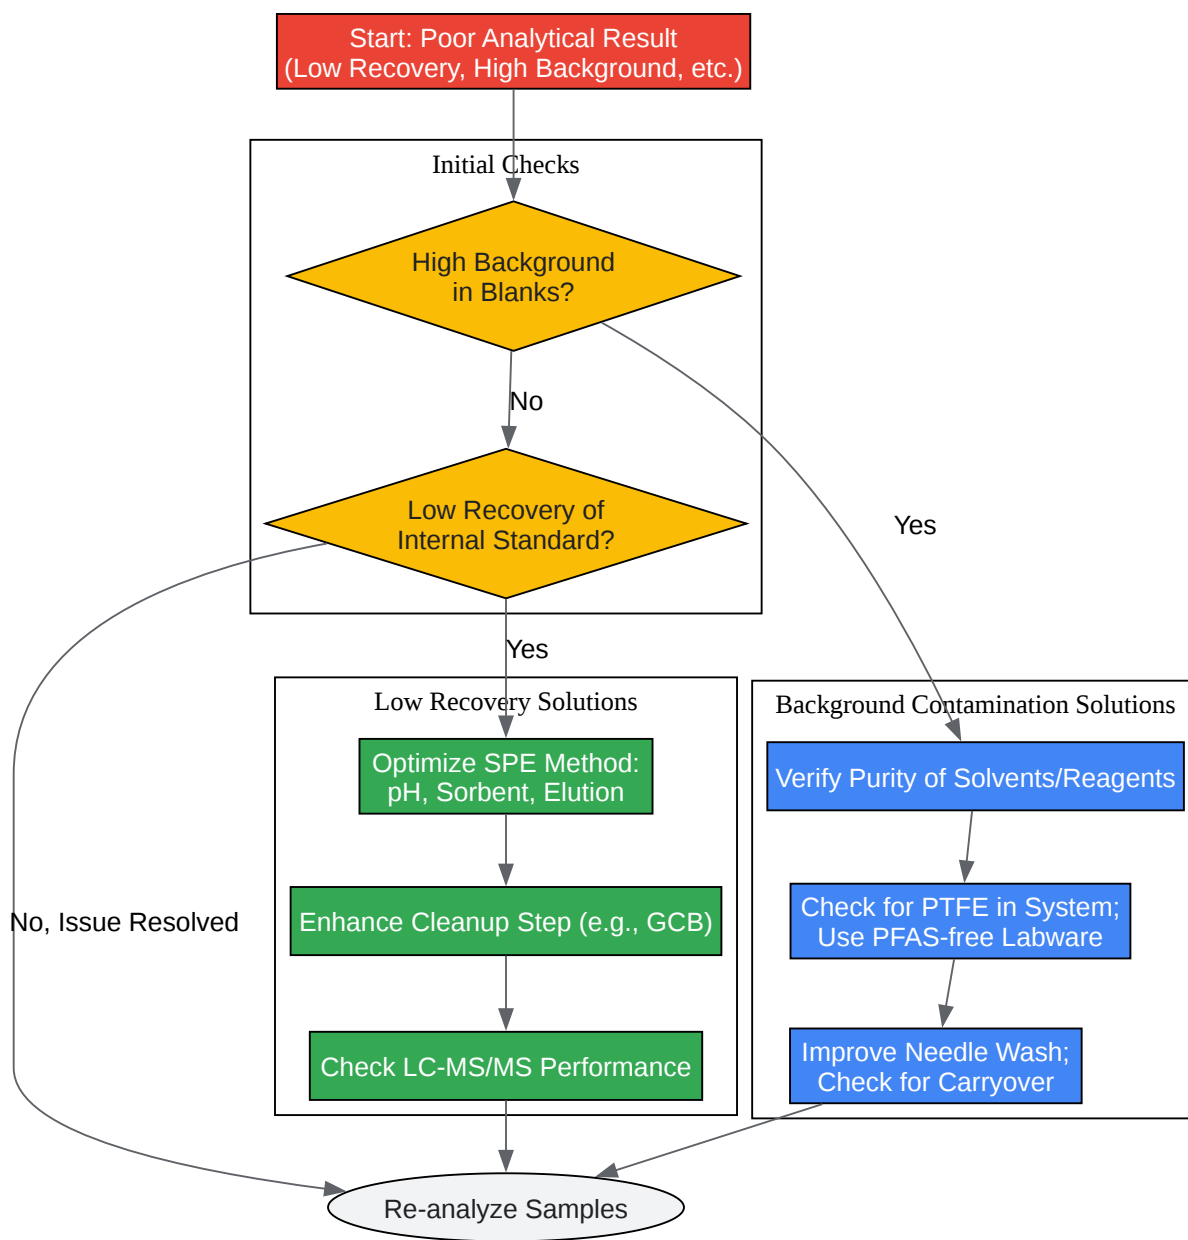 Start: Poor Analytical Result
(Low Recovery, High Background, etc.)
Initial Checks
High Background
in Blanks?
No
Low Recovery of
Internal Standard?
Yes
Yes
Low Recovery Solutions
Optimize SPE Method:
pH, Sorbent, Elution
Enhance Cleanup Step (e.g., GCB)
Check LC-MS/MS Performance
Background Contamination Solutions
Verify Purity of Solvents/Reagents
Check for PTFE in System;
Use PFAS-free Labware
Improve Needle Wash;
Check for Carryover
No, Issue Resolved
Re-analyze Samples